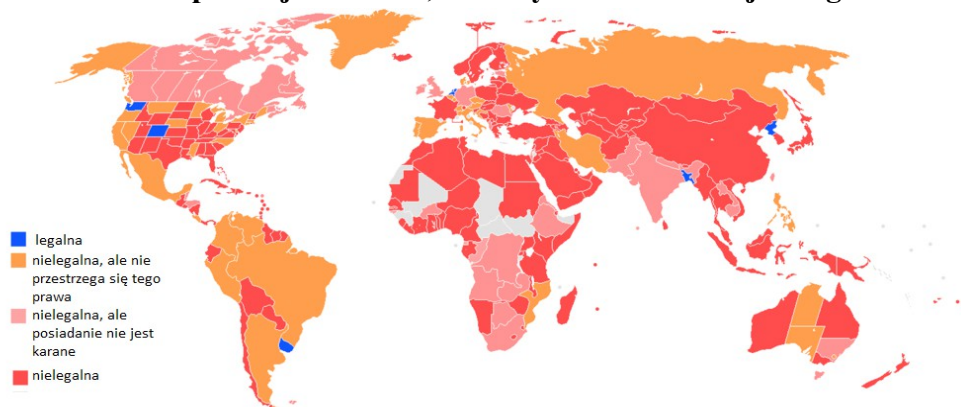 legalna
nielegalna, ale nie
przestrzega się tego
prawa
nielegalna, ale
posiadanie nie jest
karane
nielegalna